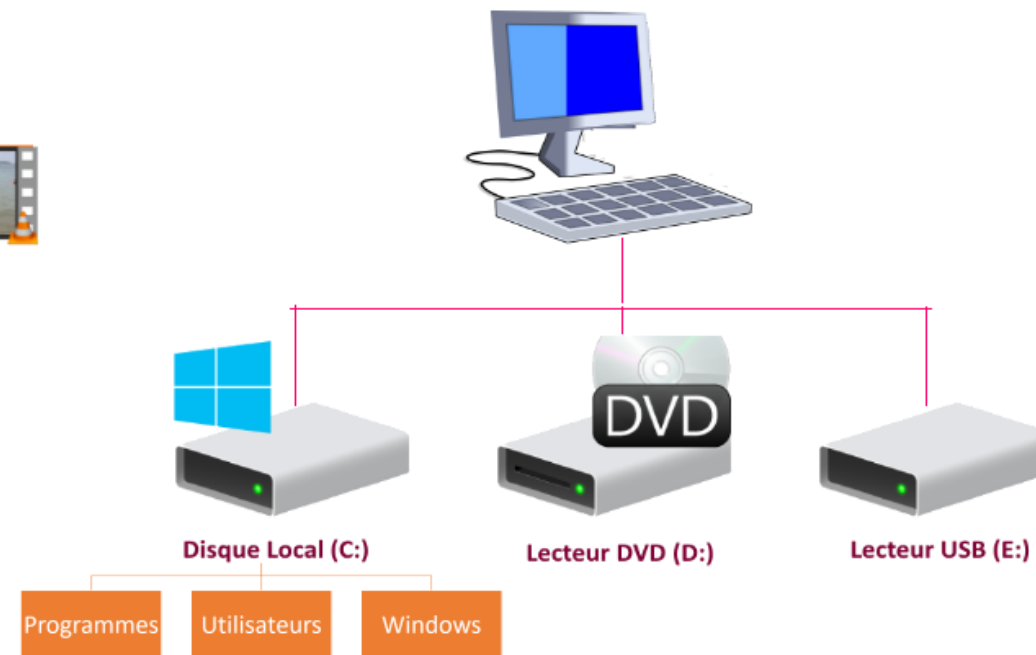 DVD
Disque Local (C:)
Lecteur DVD (D:)
Lecteur USB (E:)
Programmes
Utilisateurs
Windows